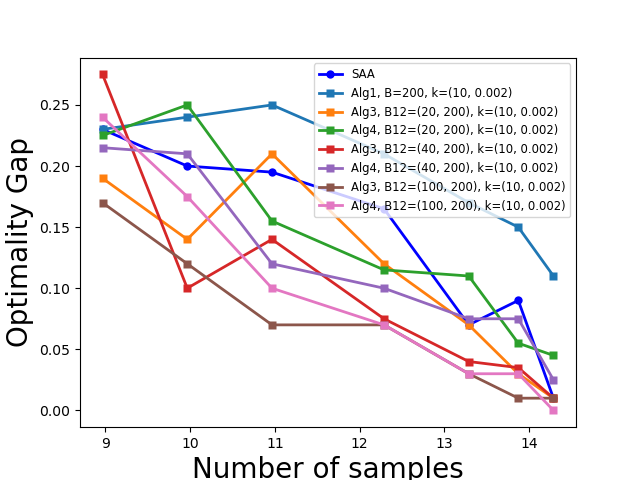 SAA
Alg1, B=200, k=(10, 0.002)
Alg3, B12=(20, 200), k=(10, 0.002)
Alg4, B12=(20, 200), k=(10, 0.002)
Alg3, B12=(40, 200), k=(10, 0.002)
Alg4, B12=(40, 200), k=(10, 0.002)
Alg3, B12=(100, 200), k=(10, 0.002)
Alg4, B12=(100, 200), k=(10, 0.002)
Optimality Gap
0.25
0.20
0.15
0.10
0.05
0.00
9 10 11 12 13 14
Number of samples